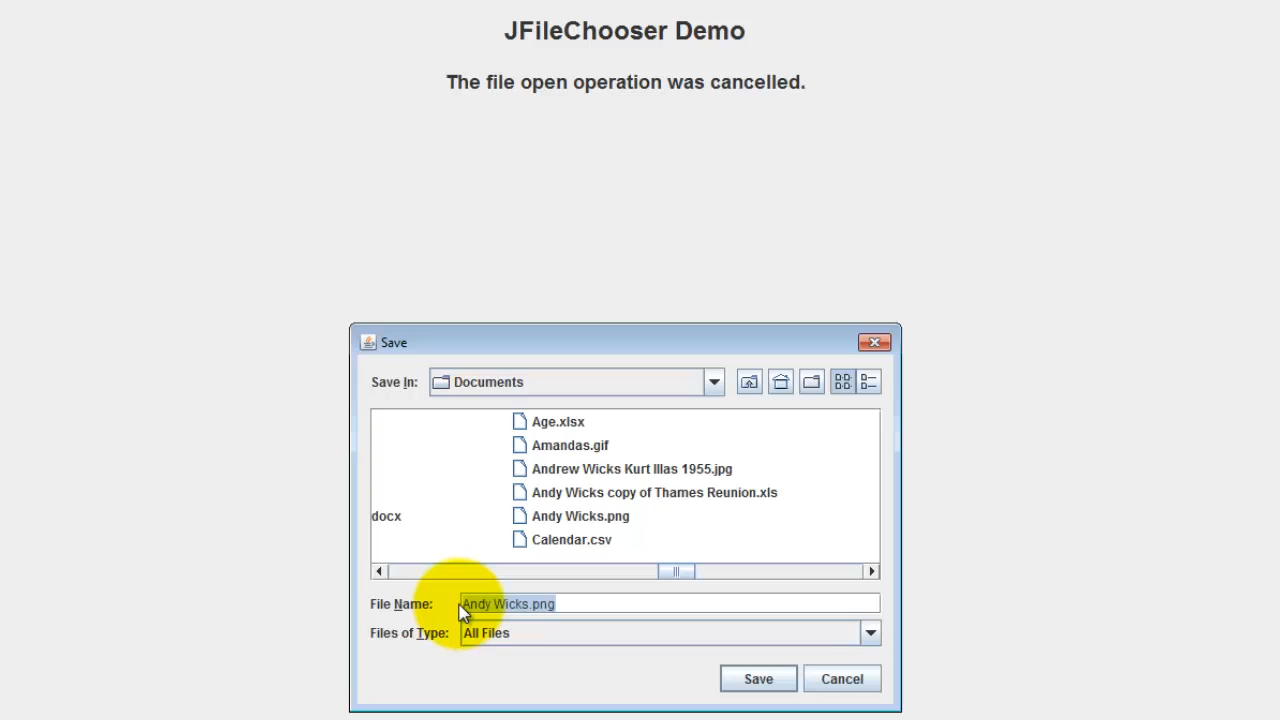 JFileChooser Demo
The file open operation was cancelled.
Save
Save In: Documents
Age.xlsx
Amandas.gif
Andrew Wicks Kurt Illas 1955.jpg
Andy Wicks copy of Thames Reunion.xls
docx Andy Wicks.png
Calendar.csv
File Name: Andy Wicks.png
Files of Type: All Files
Save Cancel